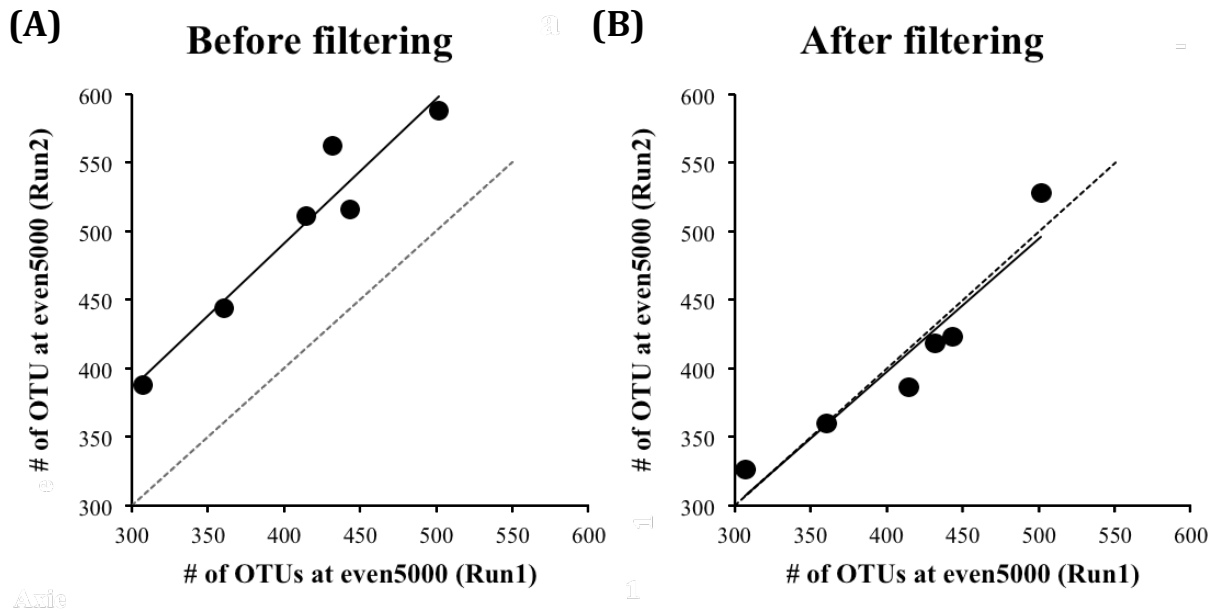 (A)
Before filtering
# of OTU at even5000 (Run2)
600
550
500
450
400
350
300
300 350 400 450 500 550 600
# of OTUs at even5000 (Run1)
(B)
After filtering
# of OTU at even5000 (Run2)
600
550
500
450
400
350
300
300 350 400 450 500 550 600
# of OTUs at even5000 (Run1)